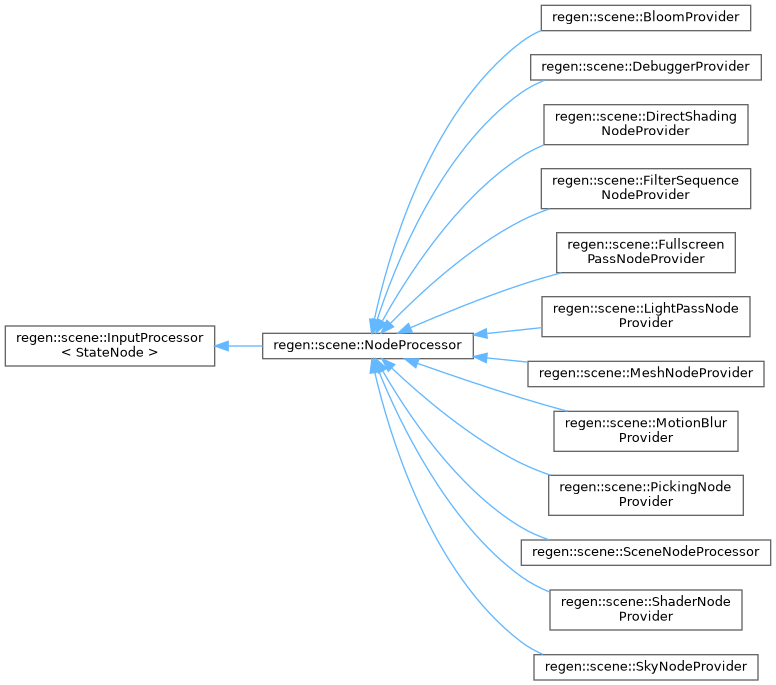 regen::scene::BloomProvider
regen::scene::DebuggerProvider
regen::scene::DirectShading
NodeProvider
regen::scene::FilterSequence
NodeProvider
regen::scene::Fullscreen
PassNodeProvider
regen::scene::InputProcessor
< StateNode >
regen::scene::NodeProcessor
regen::scene::LightPassNode
Provider
regen::scene::MeshNodeProvider
regen::scene::MotionBlur
Provider
regen::scene::PickingNode
Provider
regen::scene::SceneNodeProcessor
regen::scene::ShaderNode
Provider
regen::scene::SkyNodeProvider